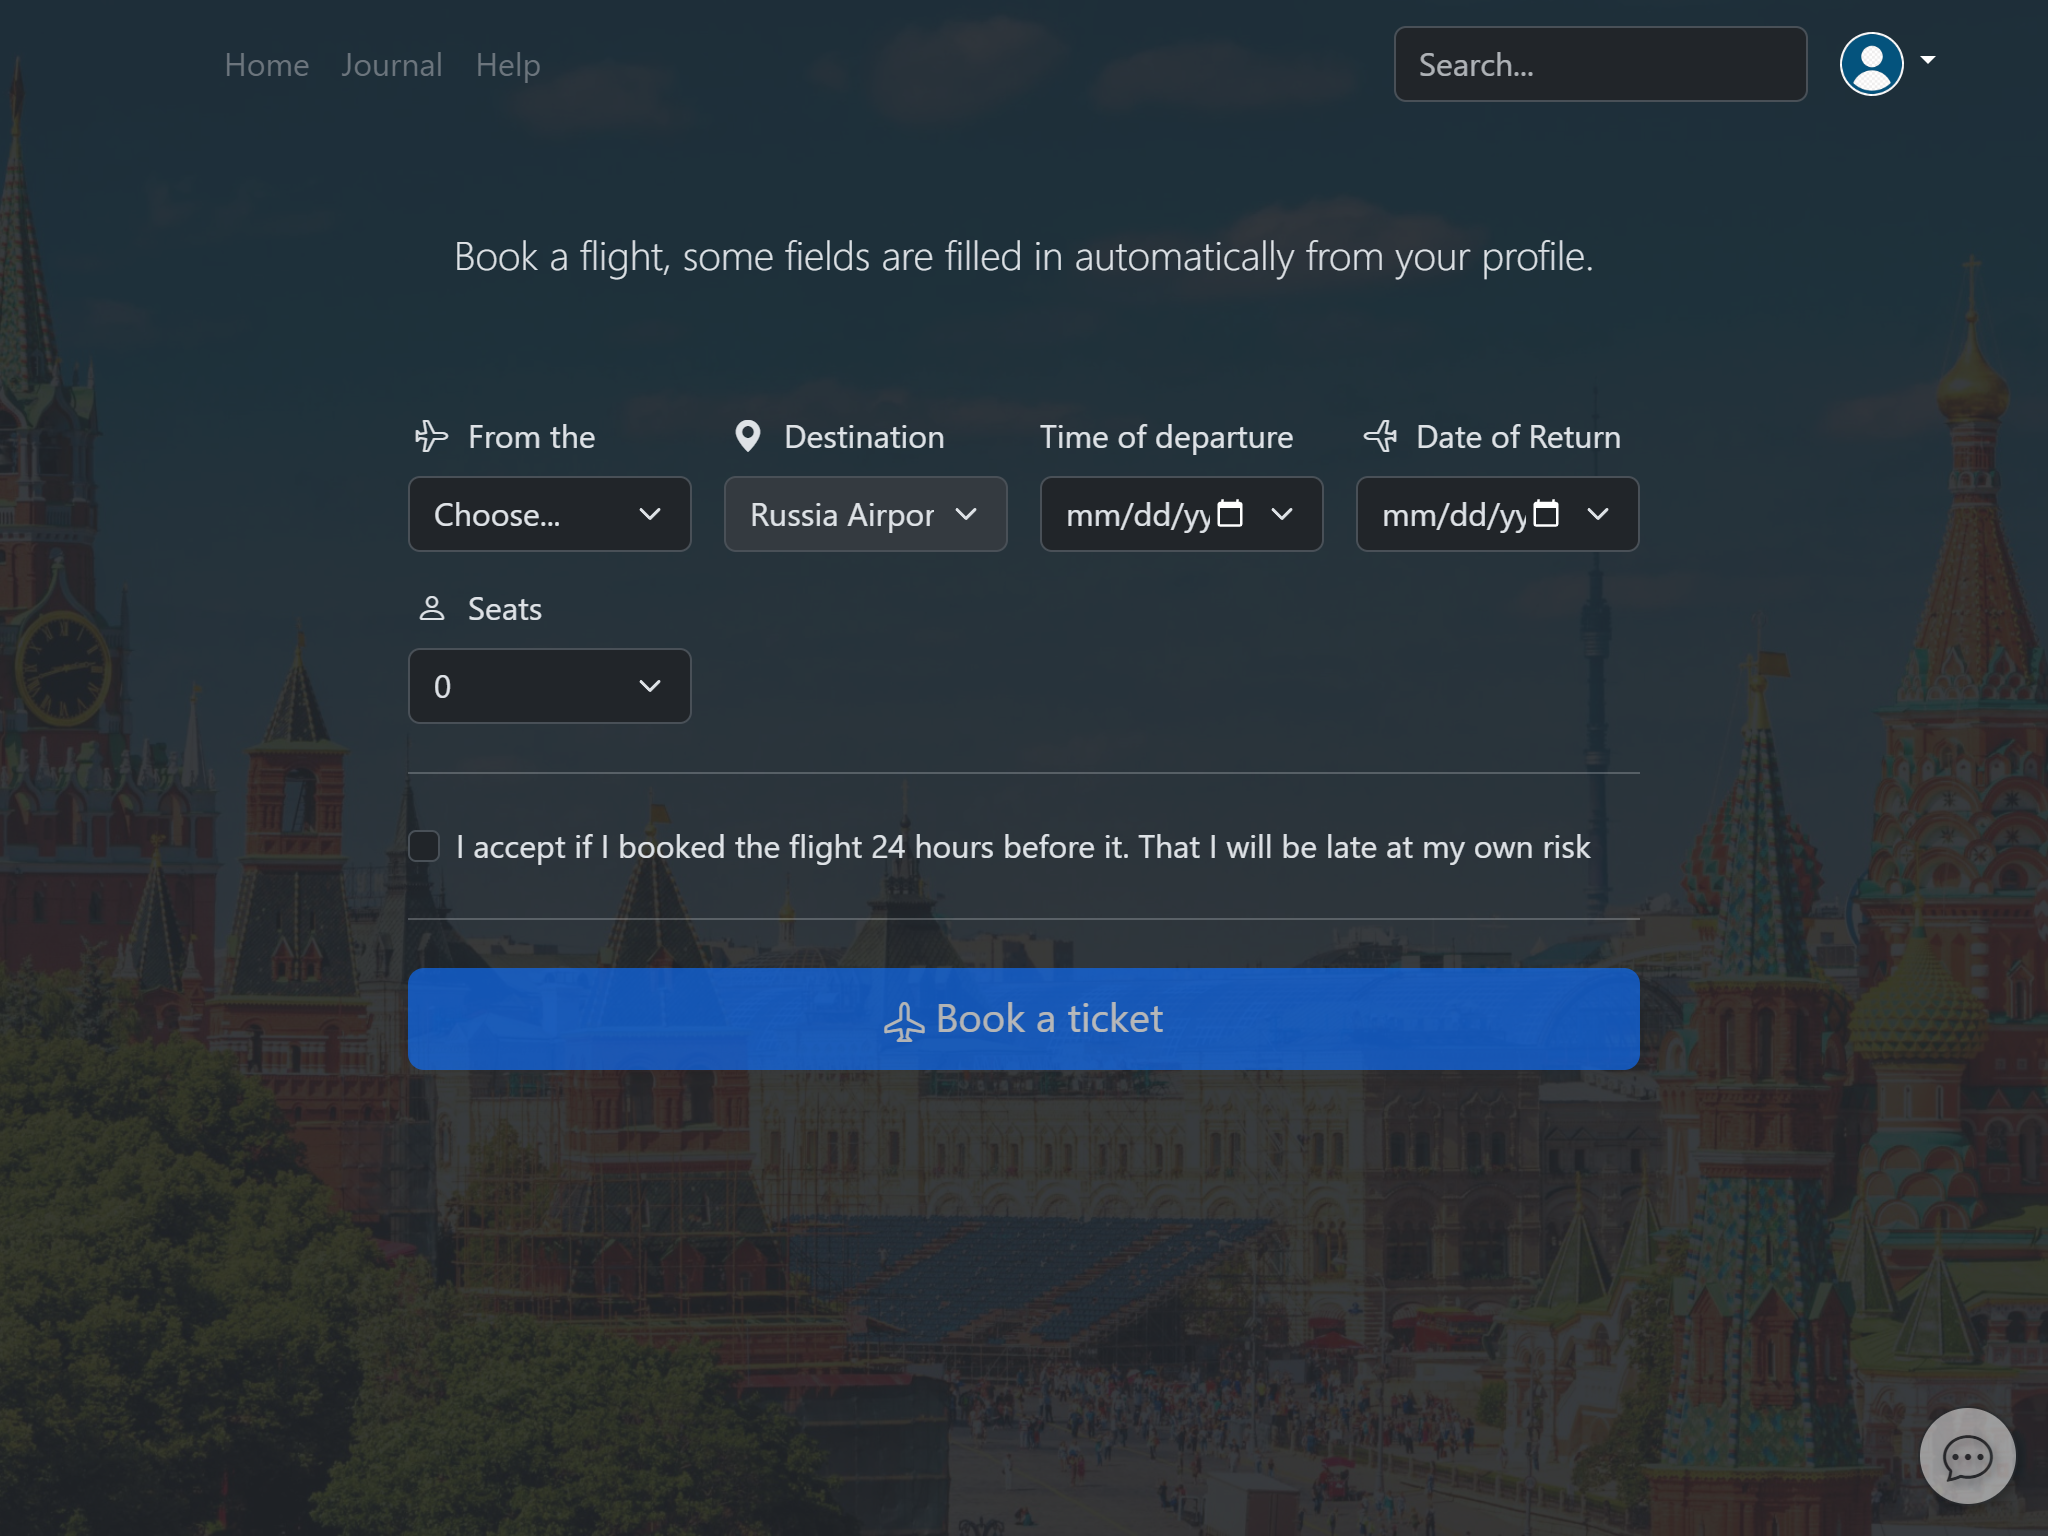 Home Journal Help Search...
Book a flight, some fields are filled in automatically from your profile.
From the Destination Time of departure Date of Return
Choose... Russia Airpor mm/dd/yy mm/dd/yy
Seats
0
I accept if I booked the flight 24 hours before it. That I will be late at my own risk
Book a ticket